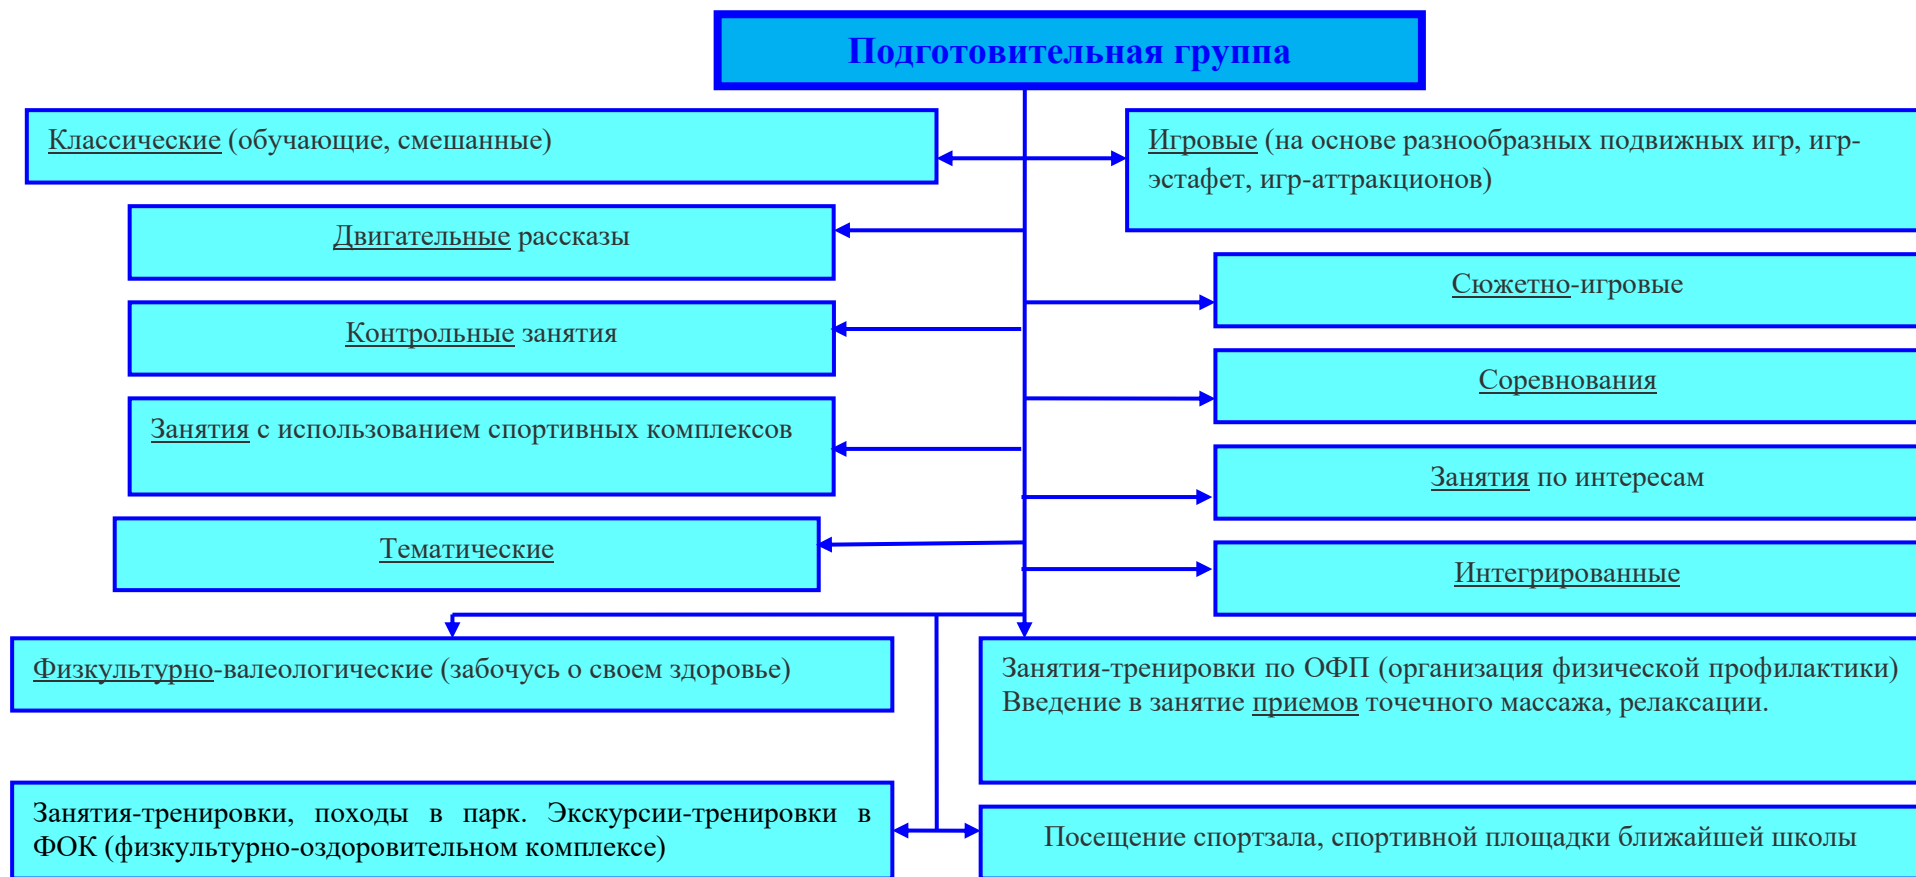 Подготовительная группа
Классические (обучающие, смешанные)
Игровые (на основе разнообразных подвижных игр, игр-
эстафет, игр-аттракционов)
Двигательные рассказы
Сюжетно-игровые
Контрольные занятия
Соревнования
Занятия с использованием спортивных комплексов
Занятия по интересам
Тематические
Интегрированные
Физкультурно-валеологические (забочусь о своем здоровье)
Занятия-тренировки по ОФП (организация физической профилактики)
Введение в занятие приемов точечного массажа, релаксации.
Занятия-тренировки, походы в парк. Экскурсии-тренировки в
ФОК (физкультурно-оздоровительном комплексе)
Посещение спортзала, спортивной площадки ближайшей школы